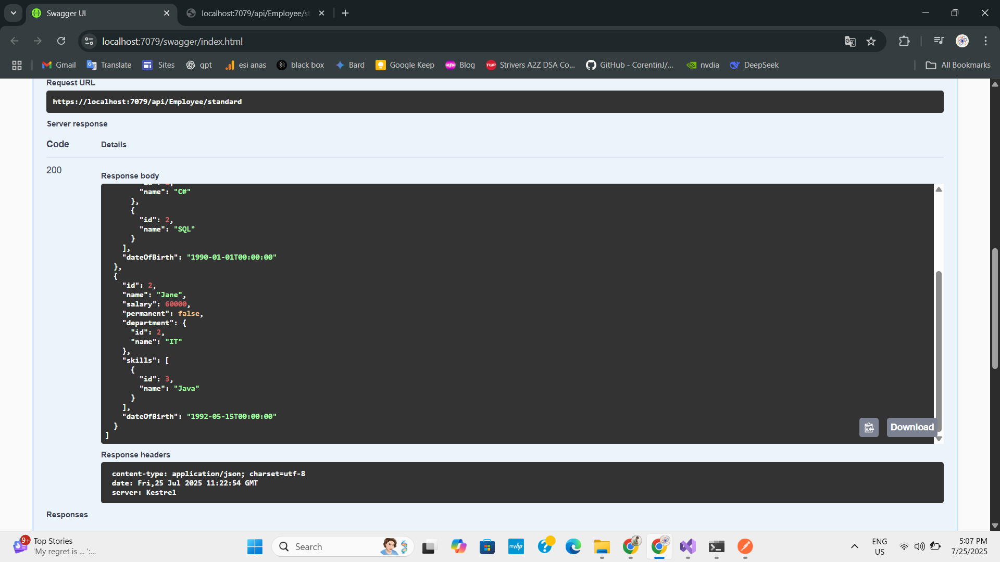 Swagger UI
localhost:7079/api/Employee/st
localhost:7079/swagger/index.html
Gmail
Translate
Sites
gpt
esi anas
black box
Bard
Google Keep
Blog
Strivers A2Z DSA Co...
GitHub - CorentinJ/...
nvdia
DeepSeek
All Bookmarks
Request URL
https://localhost:7079/api/Employee/standard
Server response
Code
Details
200
Response body
"name": "C#"
},
{
"id": 2,
"name": "SQL"
}
],
"dateOfBirth": "1990-01-01T00:00:00"
},
{
"id": 2,
"name": "Jane",
"salary": 60000,
"permanent": false,
"department": {
"id": 2,
"name": "IT"
},
"skills": [
{
"id": 3,
"name": "Java"
}
],
"dateOfBirth": "1992-05-15T00:00:00"
}
]
Download
Response headers
content-type: application/json; charset=utf-8
date: Fri,25 Jul 2025 11:22:54 GMT
server: Kestrel
Responses
9+
Top Stories
'My regret is ... ':...
Search
myhp
ENG
US
5:07 PM
7/25/2025